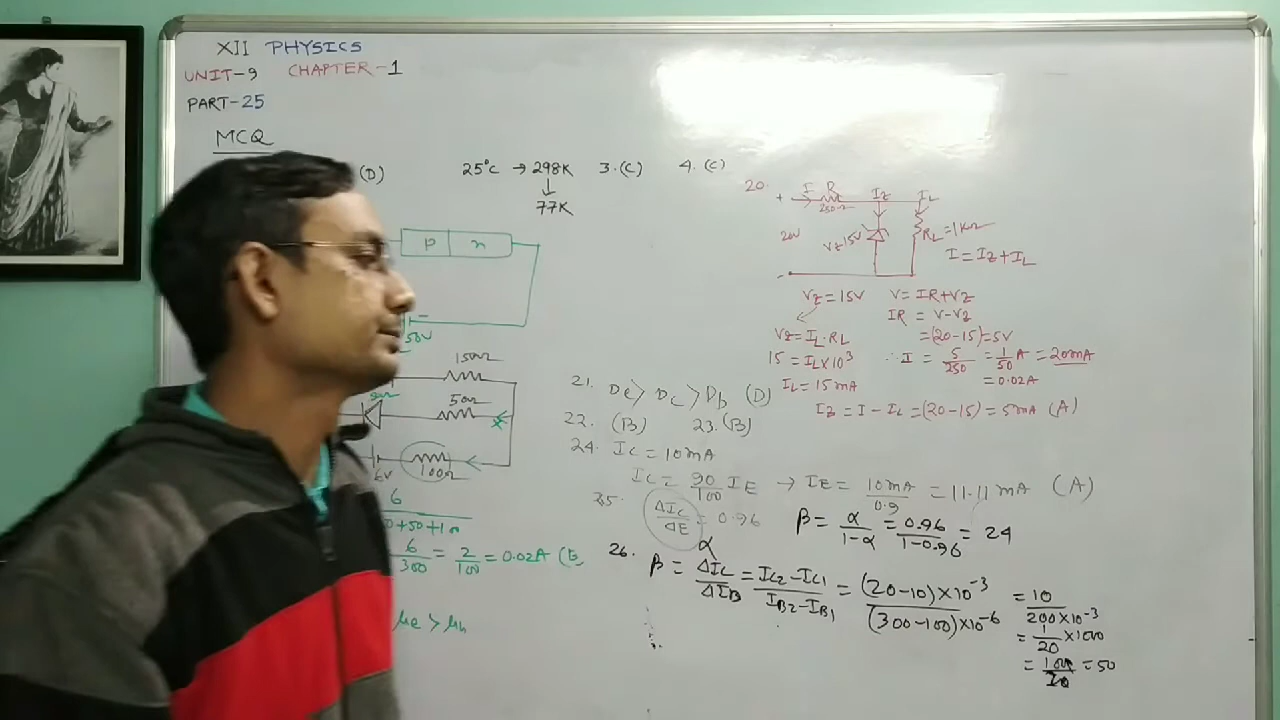 XII PHYSICS
UNIT-9 CHAPTER-1
PART-25
MCQ
(D) 25°C → 298K 3.(C) 4.(C)
↓
77K
P n
50V
150Ω
50Ω
6V 100Ω
6
0+50+100
6/300 = 2/100 = 0.02A (B)
μe > μh
20. + I R IZ IL
250Ω
20V VZ 15V RL=1KΩ
I = IZ + IL
-
VZ = 15V V = IR+VZ
IR = V-VZ
VZ = IL.RL =(20-15)=5V
15 = IL×10³ ∴ I = 5/250 = 1/50 A = 20mA
IL = 15mA = 0.02A
IZ = I - IL = (20-15) = 5mA (A)
21. De > Dc > Db (D)
22. (B) 23.(B)
24. IC = 10mA
IC = 90/100 IE → IE = 10mA/0.9 = 11.11 mA (A)
25. ΔIC/ΔE = 0.96 β = α/1-α = 0.96/1-0.96 = 24
α
26. β = ΔIC/ΔIB = IC2-IC1/IB2-IB1 = (20-10)×10⁻³/(300-100)×10⁻⁶ = 10/200×10⁻³
= 1/20 ×1000
= 100/10 = 50